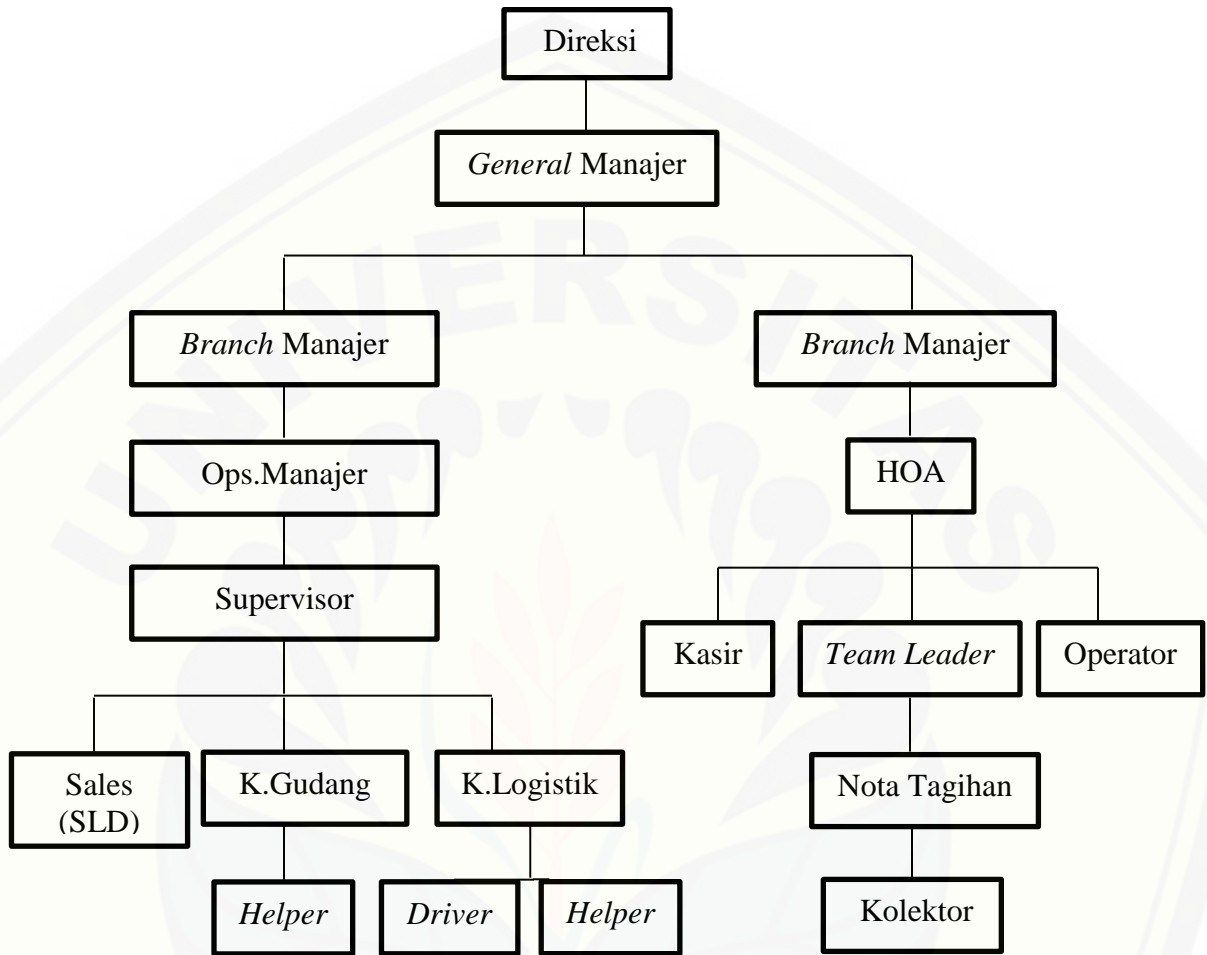 Direksi
General Manajer
Branch Manajer
Branch Manajer
Ops.Manajer
HOA
Supervisor
Kasir
Team Leader
Operator
Sales
(SLD)
K.Gudang
K.Logistik
Nota Tagihan
Helper
Driver
Helper
Kolektor
UNIVERSITAS